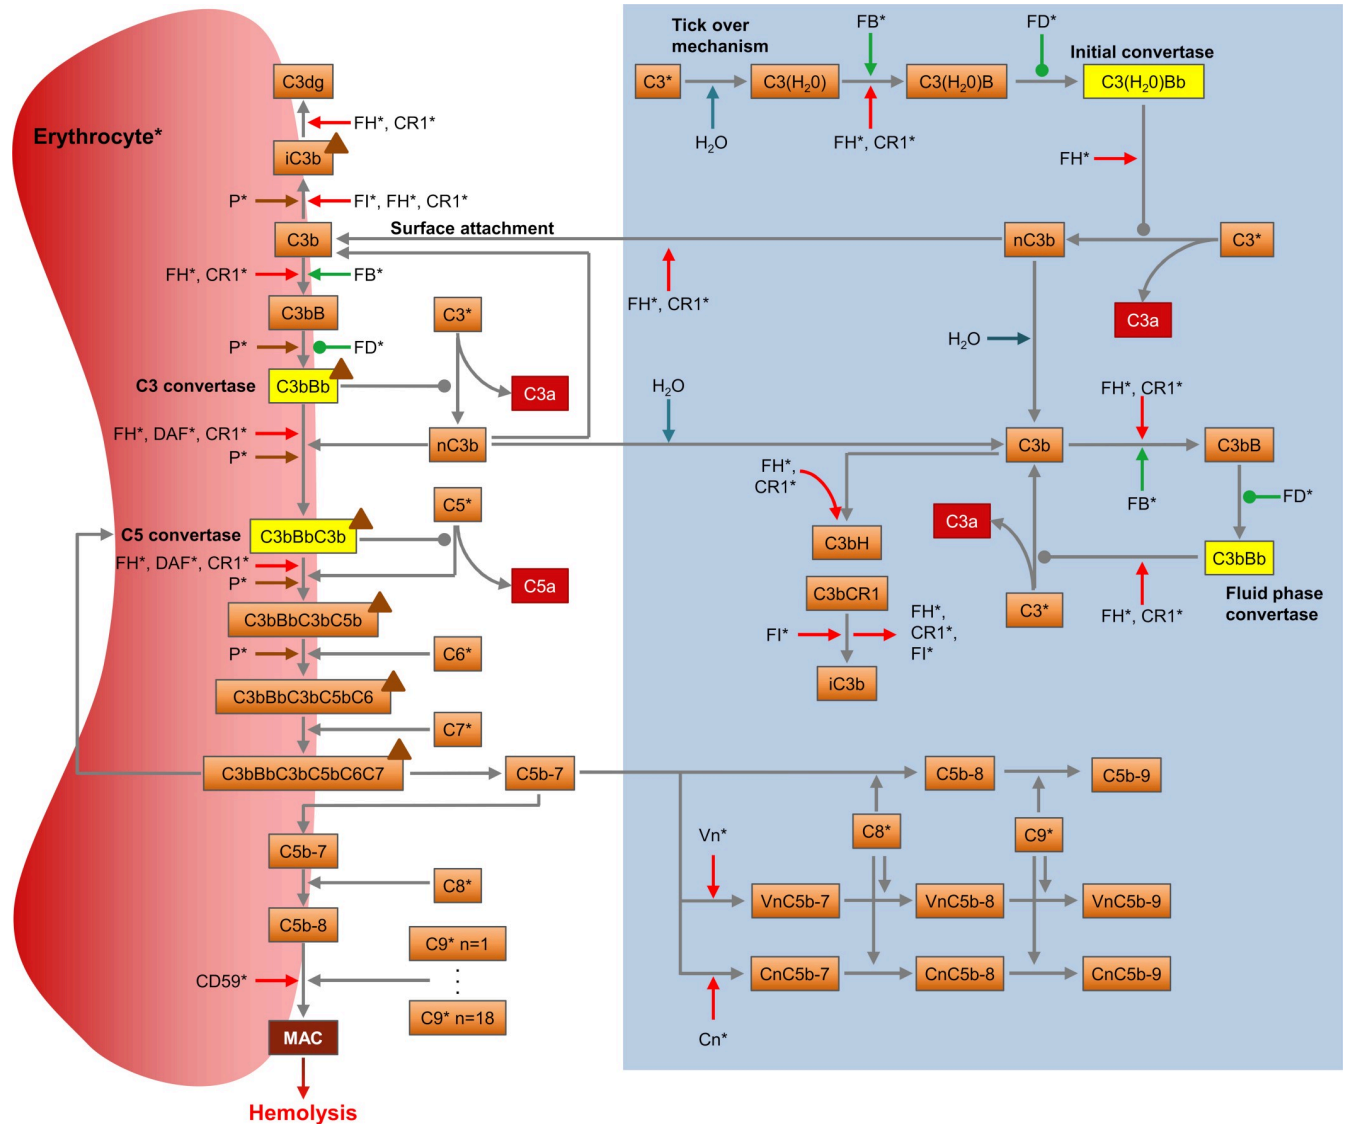 Erythrocyte*
C3dg
FH*, CR1*
iC3b
P*
FI*, FH*, CR1*
C3b
Surface attachment
FH*, CR1*
FB*
C3bB
C3*
P*
FD*
C3 convertase
C3bBb
C3a
FH*, DAF*, CR1*
nC3b
P*
C5*
C5 convertase
C3bBbC3b
FH*, DAF*, CR1*
P*
C5a
C3bBbC3bC5b
P*
C6*
C3bBbC3bC5bC6
C7*
C3bBbC3bC5bC6C7
C5b-7
C5b-7
C8*
C5b-8
C9* n=1
CD59*
C9* n=18
MAC
Hemolysis
Tick over
mechanism
FB*
FD*
Initial convertase
C3*
C3(H₂0)
C3(H₂0)B
C3(H₂0)Bb
H₂O
FH*, CR1*
FH*
nC3b
C3*
FH*, CR1*
C3a
H₂O
H₂O
FH*, CR1*
C3b
C3bB
FH*,
CR1*
FB*
FD*
C3a
C3bH
C3bBb
C3bCR1
C3*
FH*, CR1*
Fluid phase
convertase
FI*
FH*,
CR1*,
FI*
iC3b
C5b-8
C5b-9
Vn*
C8*
C9*
VnC5b-7
VnC5b-8
VnC5b-9
CnC5b-7
CnC5b-8
CnC5b-9
Cn*